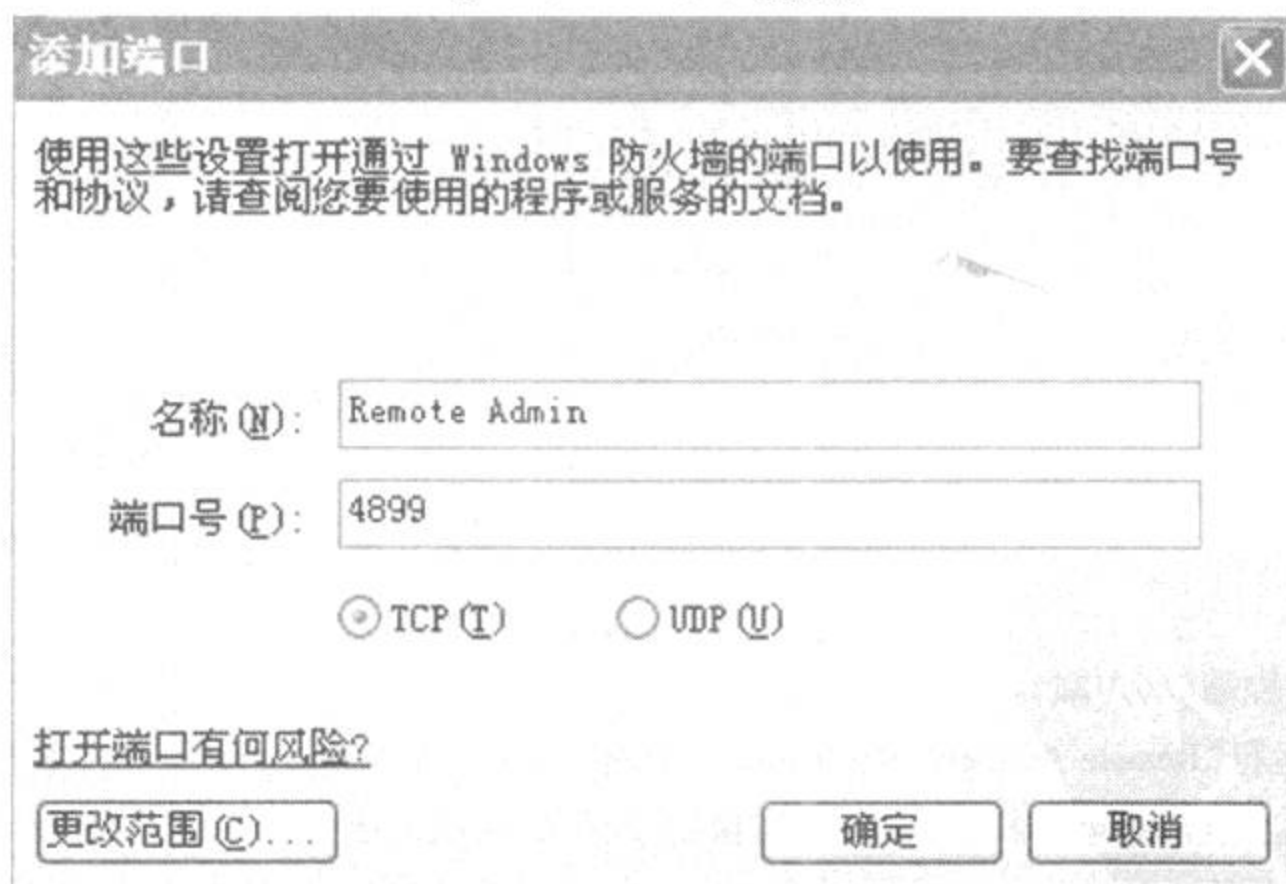 添加端口
使用这些设置打开通过 Windows 防火墙的端口以使用。要查找端口号
和协议，请查阅您要使用的程序或服务的文档。
名称(N): Remote Admin
端口号(P): 4899
TCP(T) UDP(U)
打开端口有何风险?
更改范围(C)... 确定 取消